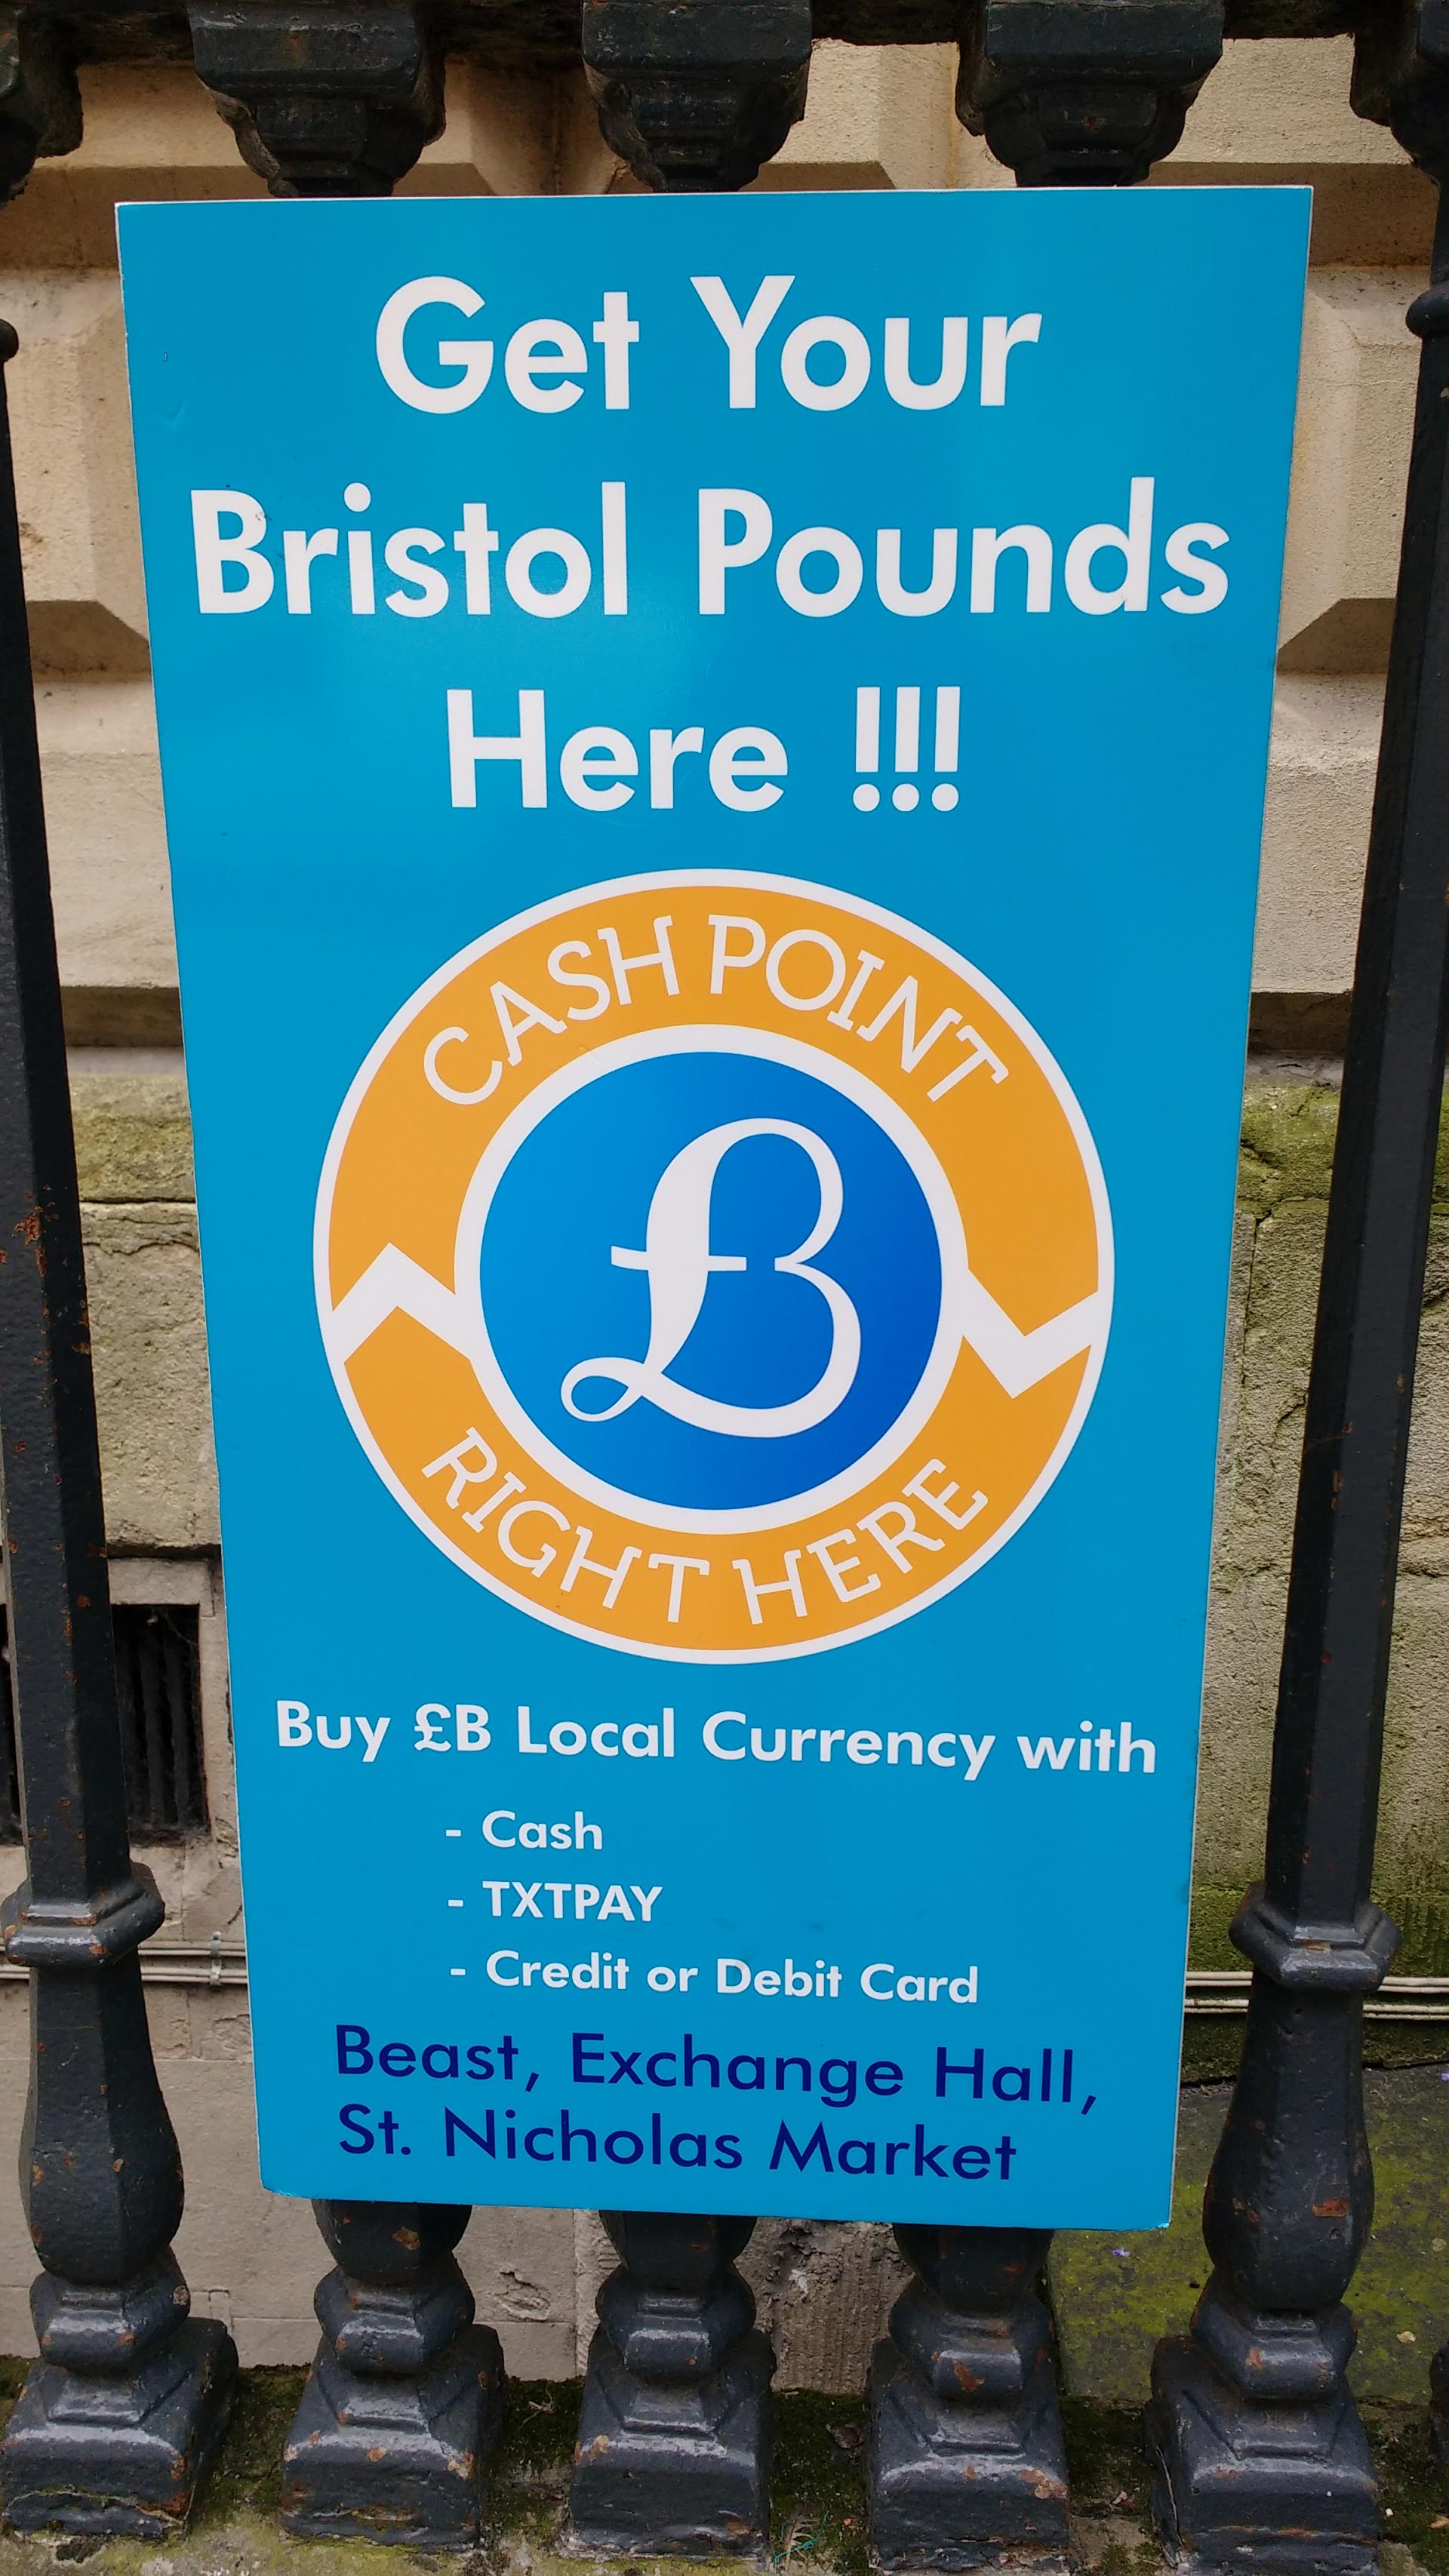 Get Your
Bristol Pounds
Here !!!
CASH POINT
£B
RIGHT HERE
Buy £B Local Currency with
- Cash
- TXTPAY
- Credit or Debit Card
Beast, Exchange Hall,
St. Nicholas Market